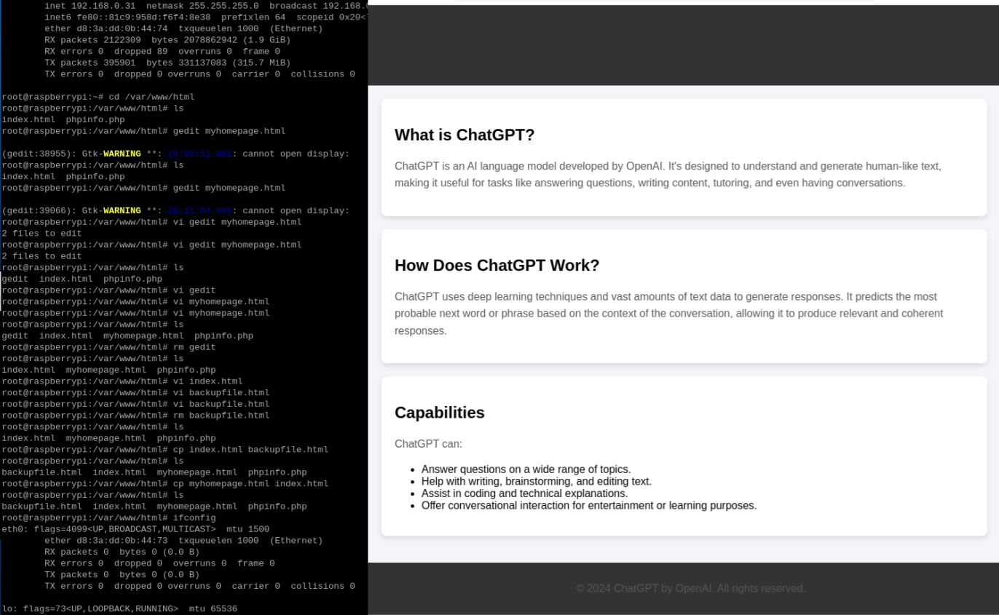 inet 192.168.0.31  netmask 255.255.255.0  broadcast 192.168.
inet6 fe80::81c9:958d:f6f4:8e38  prefixlen 64  scopeid 0x20<
ether d8:3a:dd:0b:44:74  txqueuelen 1000  (Ethernet)
RX packets 2122309  bytes 2078862942 (1.9 GiB)
RX errors 0  dropped 89  overruns 0  frame 0
TX packets 395901  bytes 331137083 (315.7 MiB)
TX errors 0  dropped 0 overruns 0  carrier 0  collisions 0
root@raspberrypi:~# cd /var/www/html
root@raspberrypi:/var/www/html# ls
index.html  phpinfo.php
root@raspberrypi:/var/www/html# gedit myhomepage.html
(gedit:38955): Gtk-WARNING **: : cannot open display:
root@raspberrypi:/var/www/html# ls
index.html  phpinfo.php
root@raspberrypi:/var/www/html# gedit myhomepage.html
(gedit:39066): Gtk-WARNING **: : cannot open display:
root@raspberrypi:/var/www/html# vi gedit myhomepage.html
2 files to edit
root@raspberrypi:/var/www/html# vi gedit myhomepage.html
2 files to edit
root@raspberrypi:/var/www/html# ls
gedit  index.html  phpinfo.php
root@raspberrypi:/var/www/html# vi gedit
root@raspberrypi:/var/www/html# vi myhomepage.html
root@raspberrypi:/var/www/html# vi myhomepage.html
root@raspberrypi:/var/www/html# ls
gedit  index.html  myhomepage.html  phpinfo.php
root@raspberrypi:/var/www/html# rm gedit
root@raspberrypi:/var/www/html# ls
index.html  myhomepage.html  phpinfo.php
root@raspberrypi:/var/www/html# vi index.html
root@raspberrypi:/var/www/html# vi backupfile.html
root@raspberrypi:/var/www/html# vi backupfile.html
root@raspberrypi:/var/www/html# rm backupfile.html
root@raspberrypi:/var/www/html# ls
index.html  myhomepage.html  phpinfo.php
root@raspberrypi:/var/www/html# cp index.html backupfile.html
root@raspberrypi:/var/www/html# ls
backupfile.html  index.html  myhomepage.html  phpinfo.php
root@raspberrypi:/var/www/html# cp myhomepage.html index.html
root@raspberrypi:/var/www/html# ls
backupfile.html  index.html  myhomepage.html  phpinfo.php
root@raspberrypi:/var/www/html# ifconfig
eth0: flags=4099<UP,BROADCAST,MULTICAST>  mtu 1500
ether d8:3a:dd:0b:44:73  txqueuelen 1000  (Ethernet)
RX packets 0  bytes 0 (0.0 B)
RX errors 0  dropped 0  overruns 0  frame 0
TX packets 0  bytes 0 (0.0 B)
TX errors 0  dropped 0 overruns 0  carrier 0  collisions 0
lo: flags=73<UP,LOOPBACK,RUNNING>  mtu 65536
What is ChatGPT?
ChatGPT is an AI language model developed by OpenAI. It's designed to understand and generate human-like text,
making it useful for tasks like answering questions, writing content, tutoring, and even having conversations.
How Does ChatGPT Work?
ChatGPT uses deep learning techniques and vast amounts of text data to generate responses. It predicts the most
probable next word or phrase based on the context of the conversation, allowing it to produce relevant and coherent
responses.
Capabilities
ChatGPT can:
• Answer questions on a wide range of topics.
• Help with writing, brainstorming, and editing text.
• Assist in coding and technical explanations.
• Offer conversational interaction for entertainment or learning purposes.
© 2024 ChatGPT by OpenAI. All rights reserved.